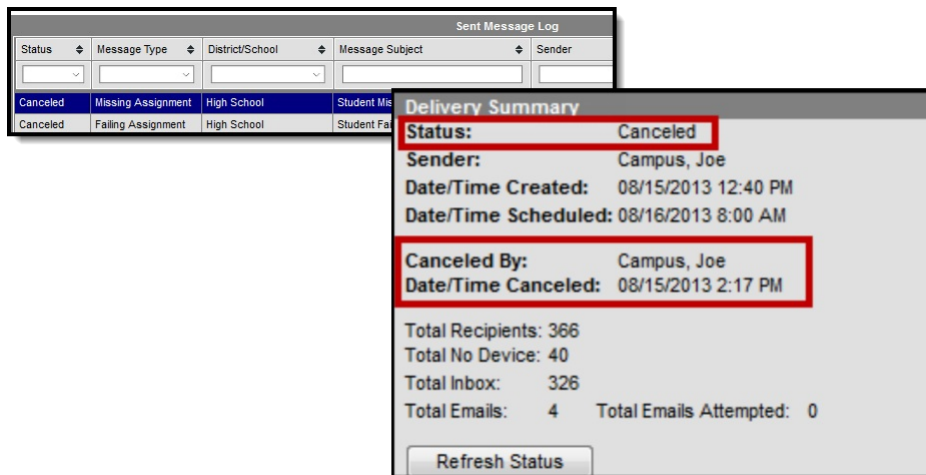 Sent Message Log
Status Message Type District/School Message Subject Sender
Canceled Missing Assignment High School Student Mis
Canceled Failing Assignment High School Student Fai
Delivery Summary
Status: Canceled
Sender: Campus, Joe
Date/Time Created: 08/15/2013 12:40 PM
Date/Time Scheduled: 08/16/2013 8:00 AM
Canceled By: Campus, Joe
Date/Time Canceled: 08/15/2013 2:17 PM
Total Recipients: 366
Total No Device: 40
Total Inbox: 326
Total Emails: 4 Total Emails Attempted: 0
Refresh Status